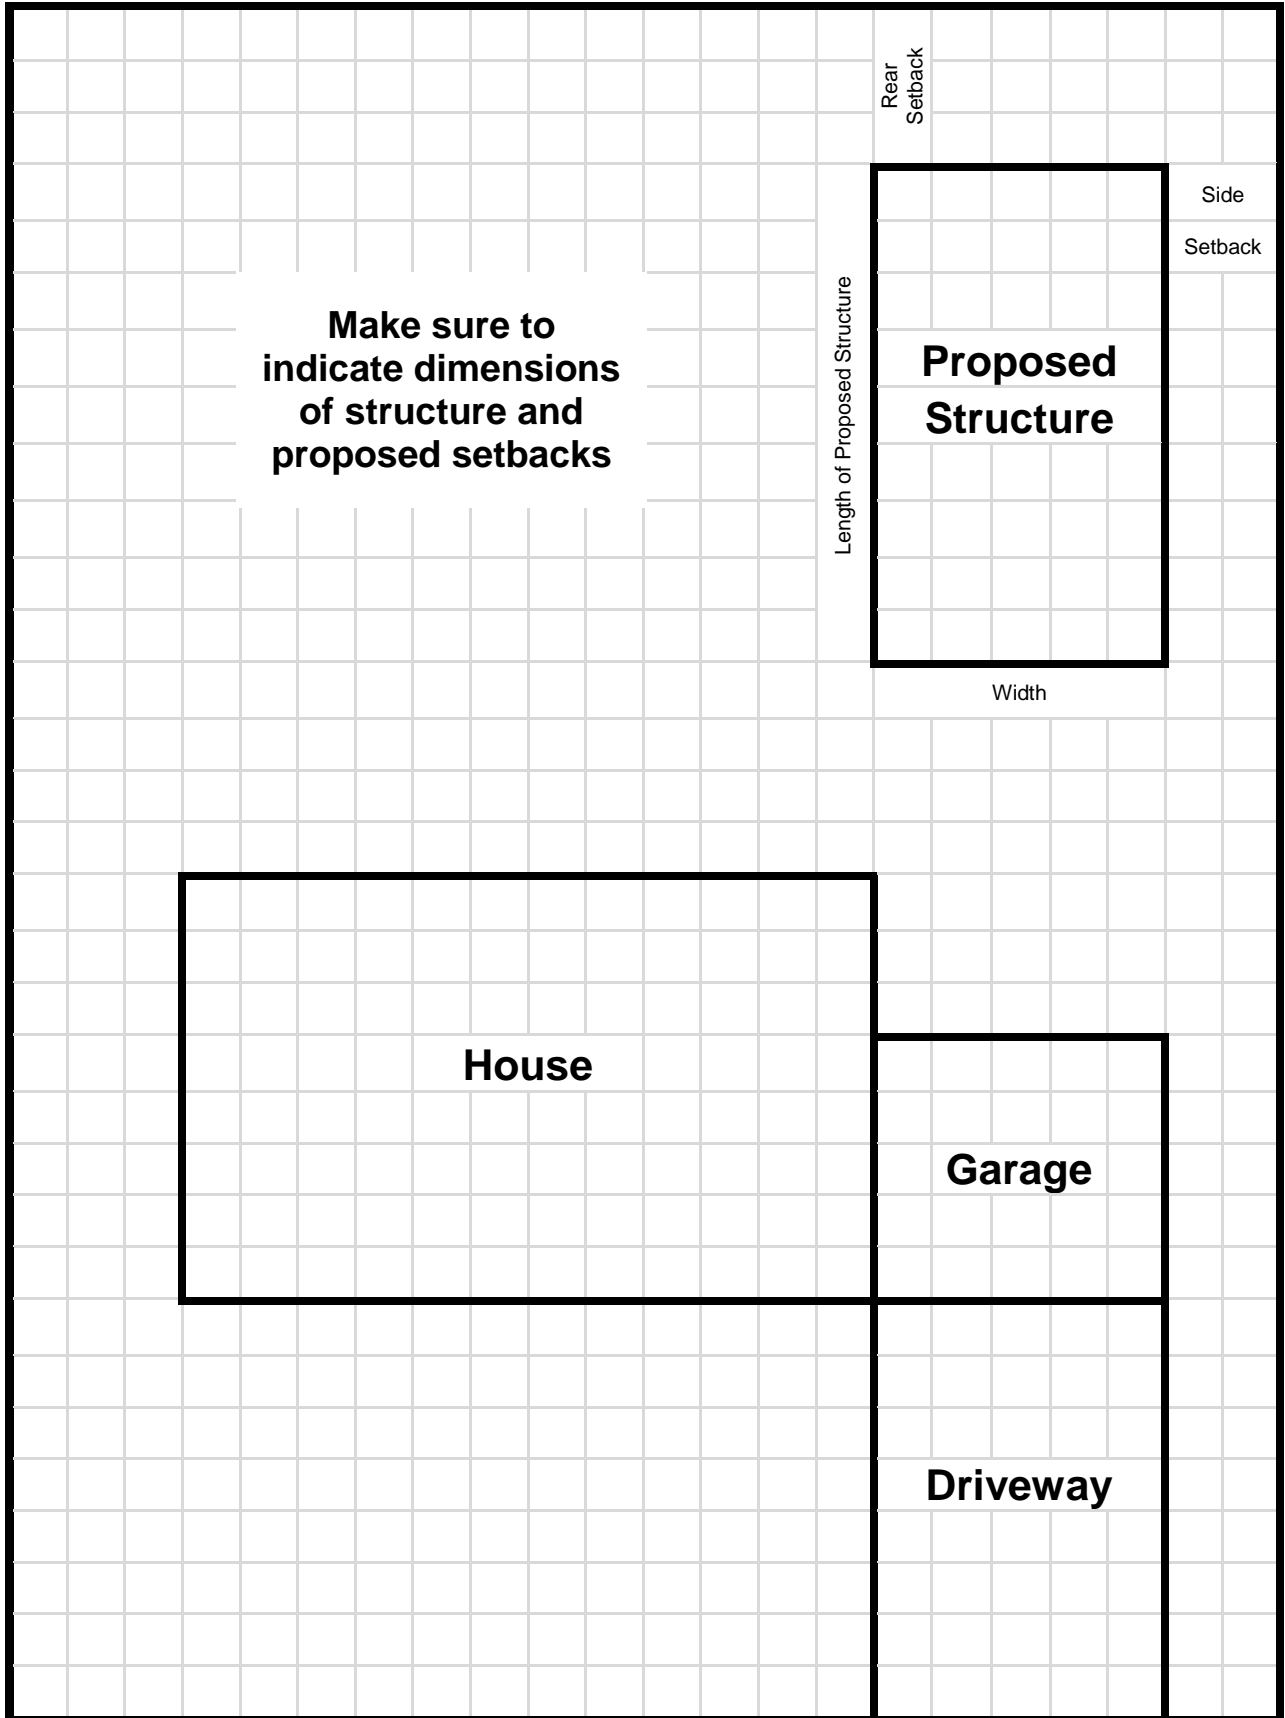 Rear
Setback
Side
Setback
Make sure to
indicate dimensions
of structure and
proposed setbacks
Length of Proposed Structure
Proposed
Structure
Width
House
Garage
Driveway